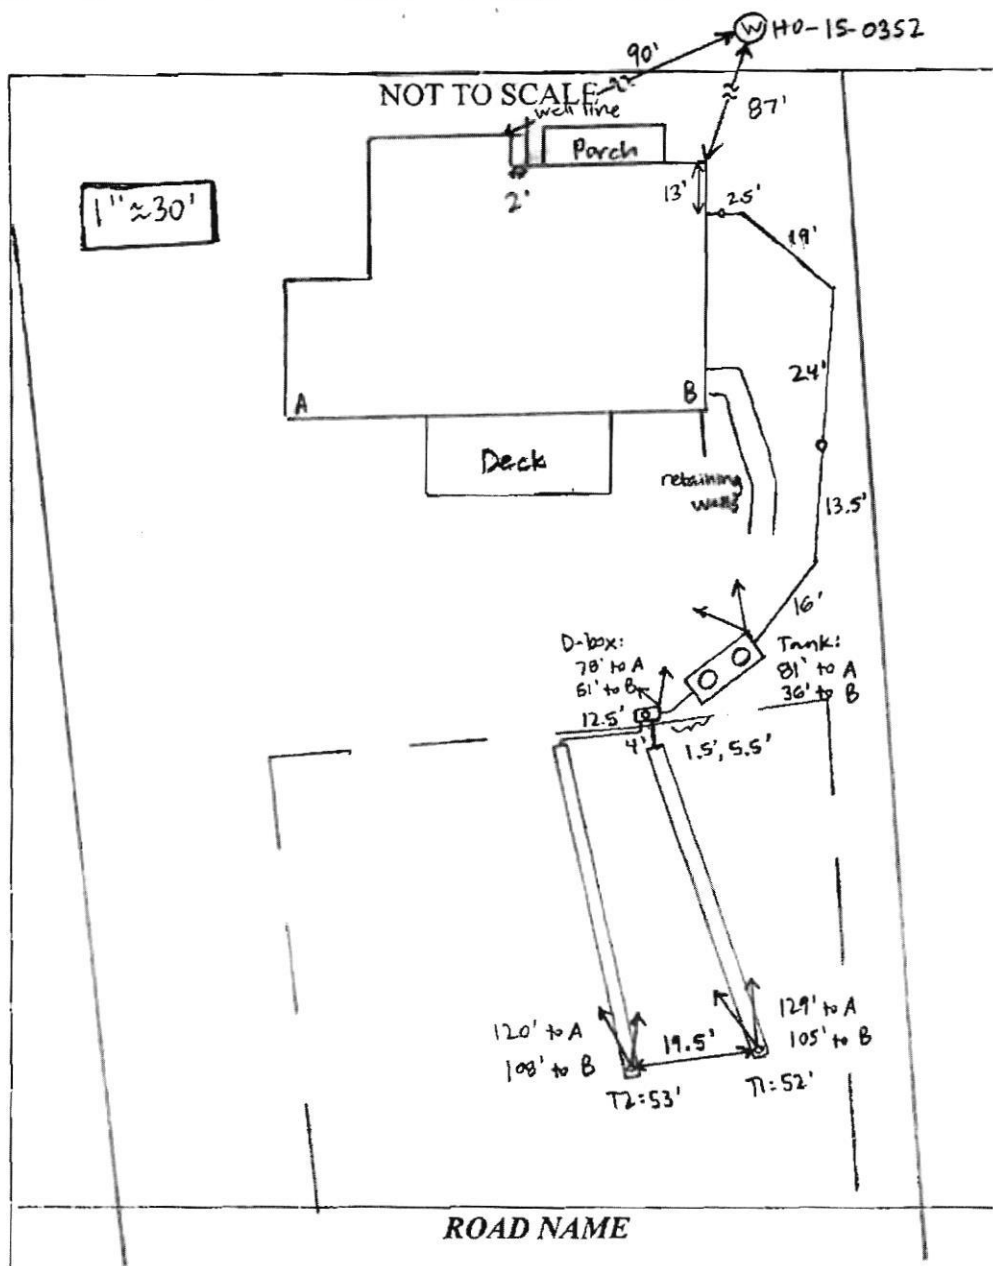 W HO-15-0352
90'
NOT TO SCALE
87'
well line
Porch
2'
13'
2.5'
19'
1" ≈ 30'
24'
A
B
Deck
retaining
walls
13.5'
16'
D-box:
78' to A
51' to B
Tank:
81' to A
36' to B
12.5'
4'
1.5', 5.5'
120' to A
108' to B
19.5'
129' to A
105' to B
T2=53'
T1=52'
ROAD NAME